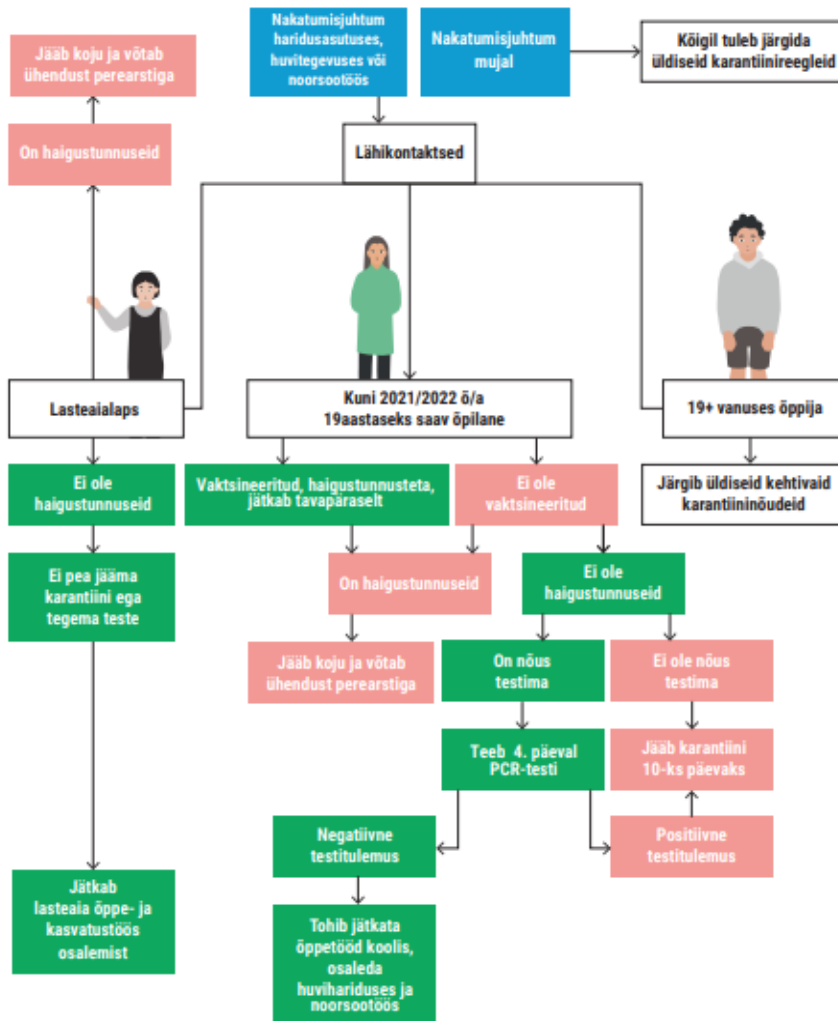 Jääb koju ja võtab
ühendust perearstiga
Nakatumisjuhtum
haridusasutuses,
huvitegevuses või
noorsootöös
Nakatumisjuhtum
mujal
Kõigil tuleb järgida
üldiseid karantiinireegleid
On haigustunnuseid
Lähikontaktsed
Lasteaialaps
Kuni 2021/2022 õ/a
19aastaseks saav õpilane
19+ vanuses õppija
Ei ole
haigustunnuseid
Vaktsineeritud, haigustunnusteta,
jätkab tavapäraselt
Ei ole
vaktsineeritud
Järgib üldiseid kehtivaid
karantiininõudeid
Ei pea jääma
karantiini ega
tegema teste
On haigustunnuseid
Ei ole
haigustunnuseid
Jääb koju ja võtab
ühendust perearstiga
On nõus
testima
Ei ole nõus
testima
Teeb 4. päeval
PCR-testi
Jääb karantiini
10-ks päevaks
Negatiivne
testitulemus
Positiivne
testitulemus
Jätkab
lasteaia õppe- ja
kasvatustöös
osalemist
Tohib jätkata
õppetööd koolis,
osaleda
huvihariduses ja
noorsootöös